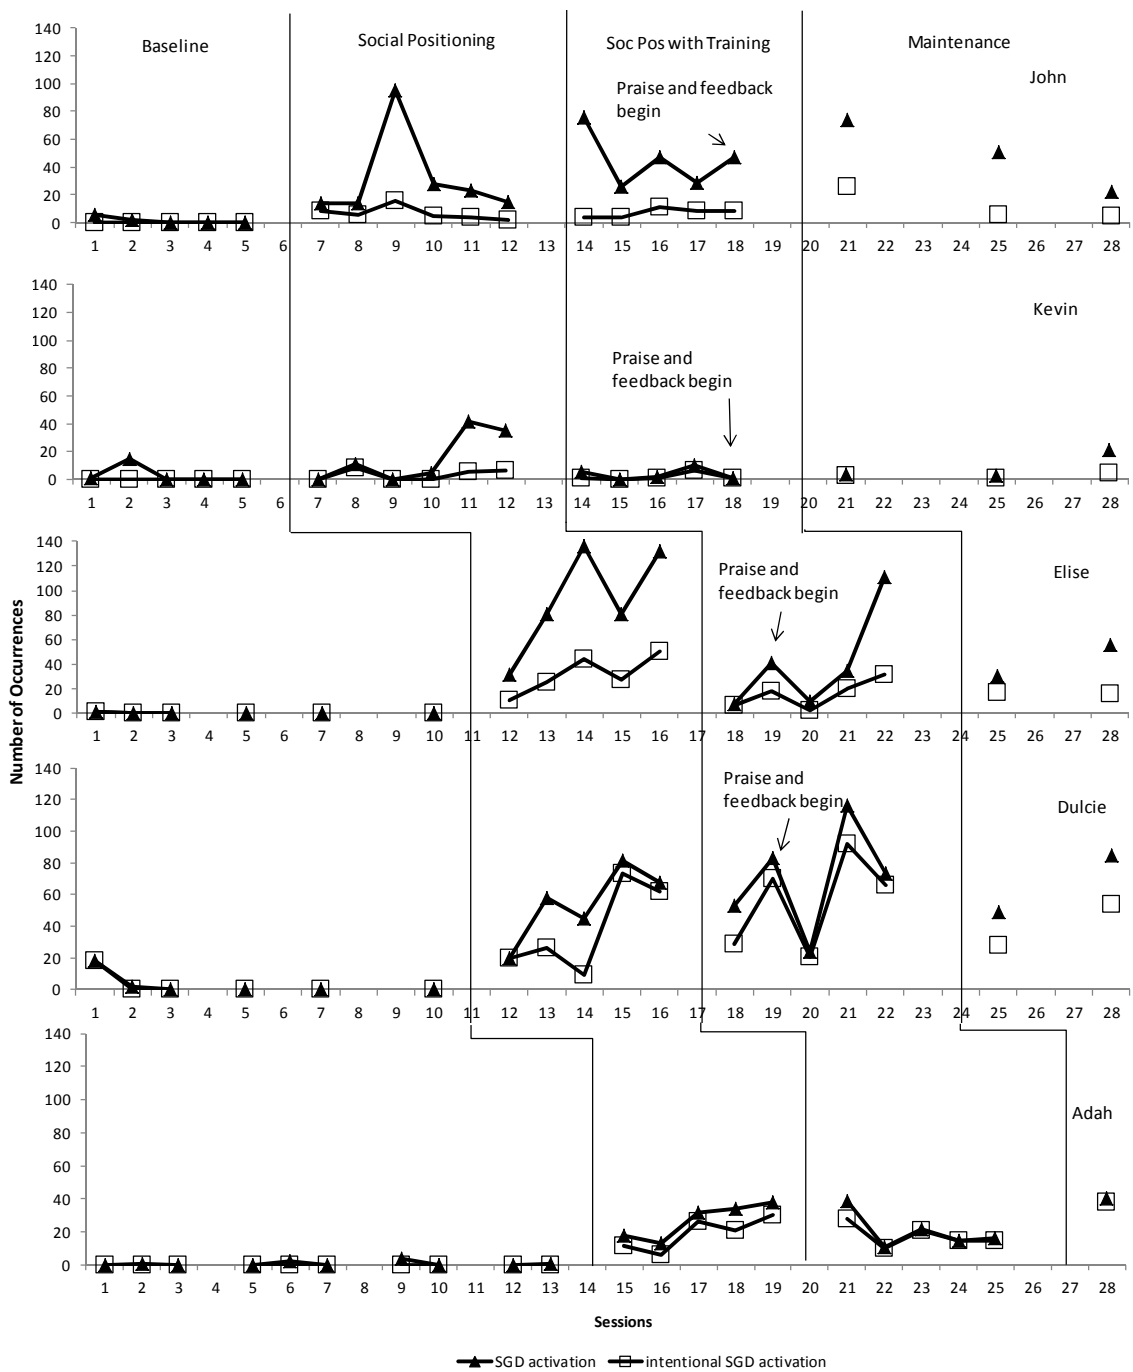 Baseline
Social Positioning
Soc Pos with Training
Maintenance
John
Praise and feedback
begin
140
120
100
80
60
40
20
0
1 2 3 4 5 6 7 8 9 10 11 12 13 14 15 16 17 18 19 20 21 22 23 24 25 26 27 28
Kevin
Praise and
feedback begin
140
120
100
80
60
40
20
0
1 2 3 4 5 6 7 8 9 10 11 12 13 14 15 16 17 18 19 20 21 22 23 24 25 26 27 28
Number of Occurrences
Elise
Praise and
feedback begin
140
120
100
80
60
40
20
0
1 2 3 4 5 6 7 8 9 10 11 12 13 14 15 16 17 18 19 20 21 22 23 24 25 26 27 28
Dulcie
Praise and
feedback begin
140
120
100
80
60
40
20
0
1 2 3 4 5 6 7 8 9 10 11 12 13 14 15 16 17 18 19 20 21 22 23 24 25 26 27 28
Adah
140
120
100
80
60
40
20
0
1 2 3 4 5 6 7 8 9 10 11 12 13 14 15 16 17 18 19 20 21 22 23 24 25 26 27 28
Sessions
SGD activation intentional SGD activation